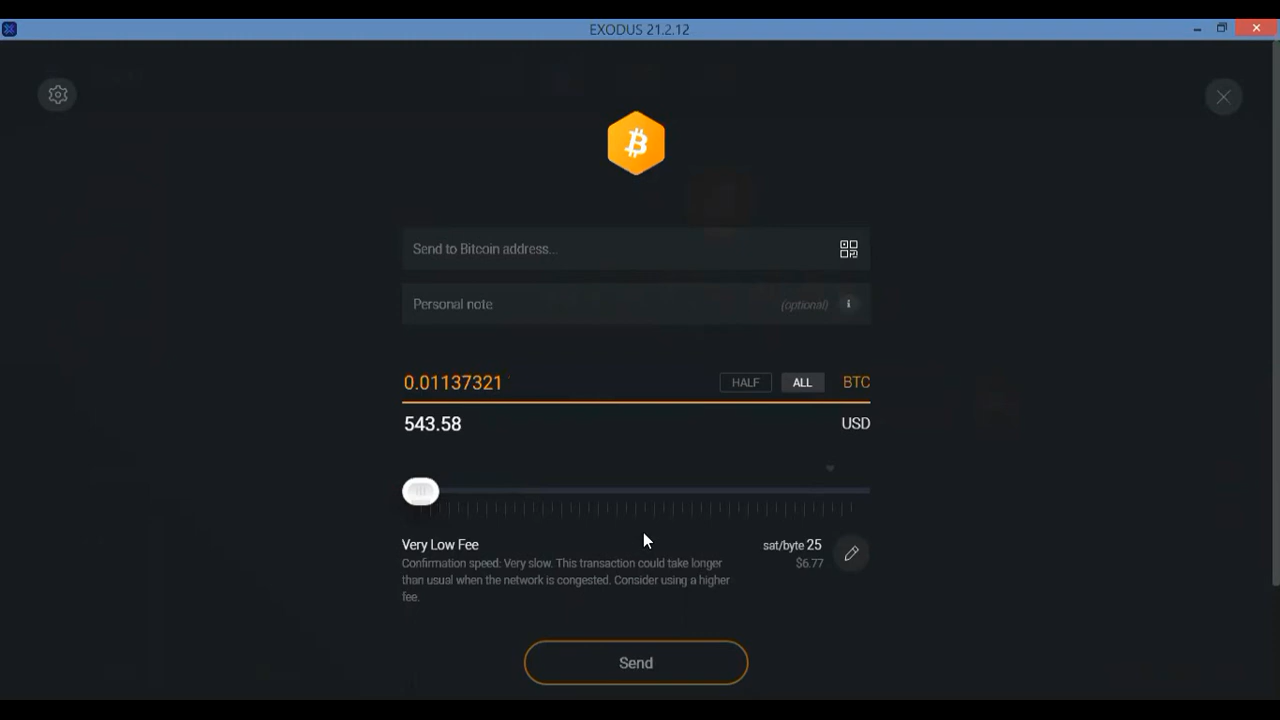 EXODUS 21.2.12
Send to Bitcoin address...
Personal note (optional) i
0.01137321 HALF ALL BTC
543.58 USD
Very Low Fee sat/byte 25
Confirmation speed: Very slow. This transaction could take longer $6.77
than usual when the network is congested. Consider using a higher
fee.
Send